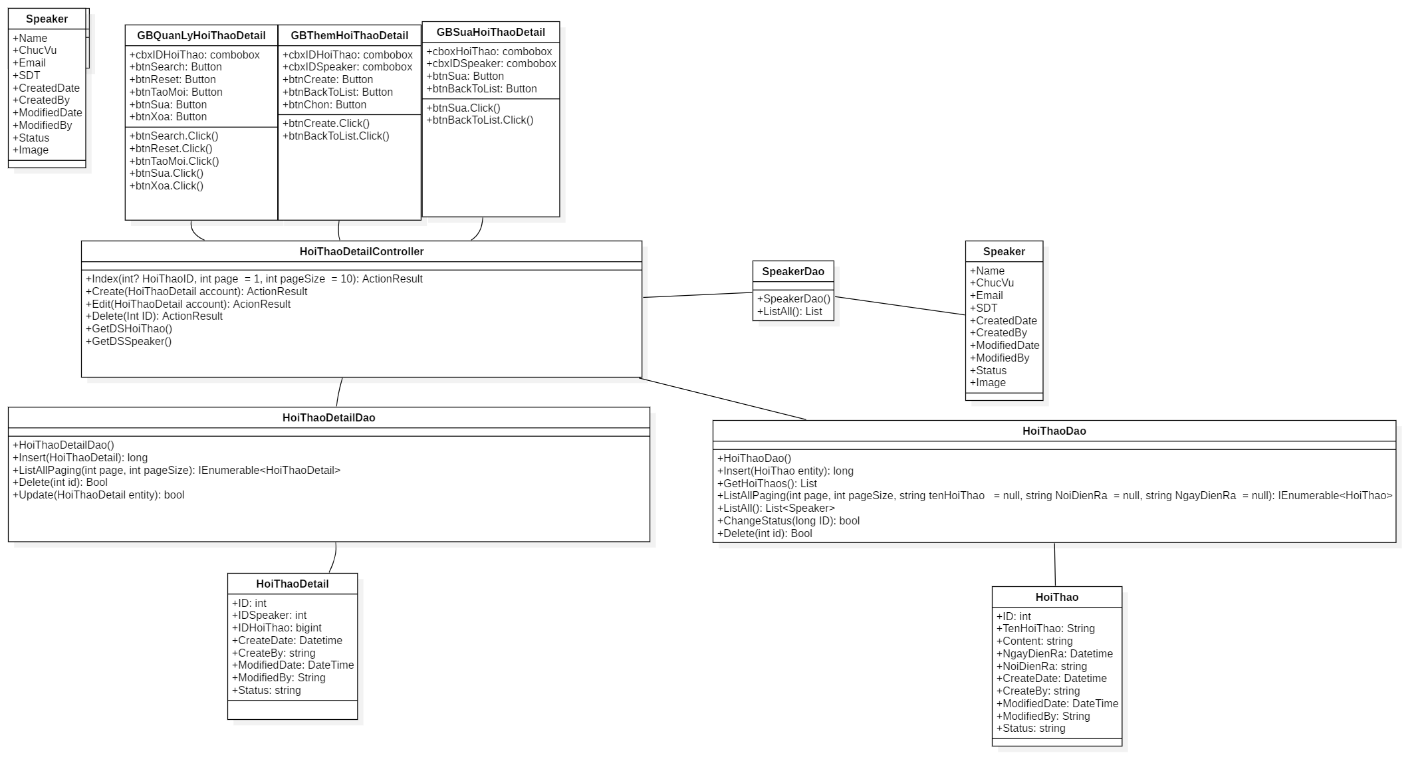 Speaker
+Name
+ChucVu
+Email
+SDT
+CreatedDate
+CreatedBy
+ModifiedDate
+ModifiedBy
+Status
+Image
GBQuanLyHoiThaoDetail
+cbxIDHoiThao: combobox
+btnSearch: Button
+btnReset: Button
+btnTaoMoi: Button
+btnSua: Button
+btnXoa: Button
+btnSearch.Click()
+btnReset.Click()
+btnTaoMoi.Click()
+btnSua.Click()
+btnXoa.Click()
GBThemHoiThaoDetail
+cbxIDHoiThao: combobox
+cbxIDSpeaker: combobox
+btnCreate: Button
+btnBackToList: Button
+btnChon: Button
+btnCreate.Click()
+btnBackToList.Click()
GBSuaHoiThaoDetail
+cboxHoiThao: combobox
+cbxIDSpeaker: combobox
+btnSua: Button
+btnBackToList: Button
+btnSua.Click()
+btnBackToList.Click()
HoiThaoDetailController
+Index(int? HoiThaoID, int page = 1, int pageSize = 10): ActionResult
+Create(HoiThaoDetail account): ActionResult
+Edit(HoiThaoDetail account): AcionResult
+Delete(Int ID): ActionResult
+GetDSHoiThao()
+GetDSSpeaker()
SpeakerDao
+SpeakerDao()
+ListAll(): List
Speaker
+Name
+ChucVu
+Email
+SDT
+CreatedDate
+CreatedBy
+ModifiedDate
+ModifiedBy
+Status
+Image
HoiThaoDetailDao
+HoiThaoDetailDao()
+Insert(HoiThaoDetail): long
+ListAllPaging(int page, int pageSize): IEnumerable<HoiThaoDetail>
+Delete(int id): Bool
+Update(HoiThaoDetail entity): bool
HoiThaoDao
+HoiThaoDao()
+Insert(HoiThao entity): long
+GetHoiThaos(): List
+ListAllPaging(int page, int pageSize, string tenHoiThao = null, string NoiDienRa = null, string NgayDienRa = null): IEnumerable<HoiThao>
+ListAll(): List<Speaker>
+ChangeStatus(long ID): bool
+Delete(int id): Bool
HoiThaoDetail
+ID: int
+IDSpeaker: int
+IDHoiThao: bigint
+CreateDate: Datetime
+CreateBy: string
+ModifiedDate: DateTime
+ModifiedBy: String
+Status: string
HoiThao
+ID: int
+TenHoiThao: String
+Content: string
+NgayDienRa: Datetime
+NoiDienRa: string
+CreateDate: Datetime
+CreateBy: string
+ModifiedDate: DateTime
+ModifiedBy: String
+Status: string